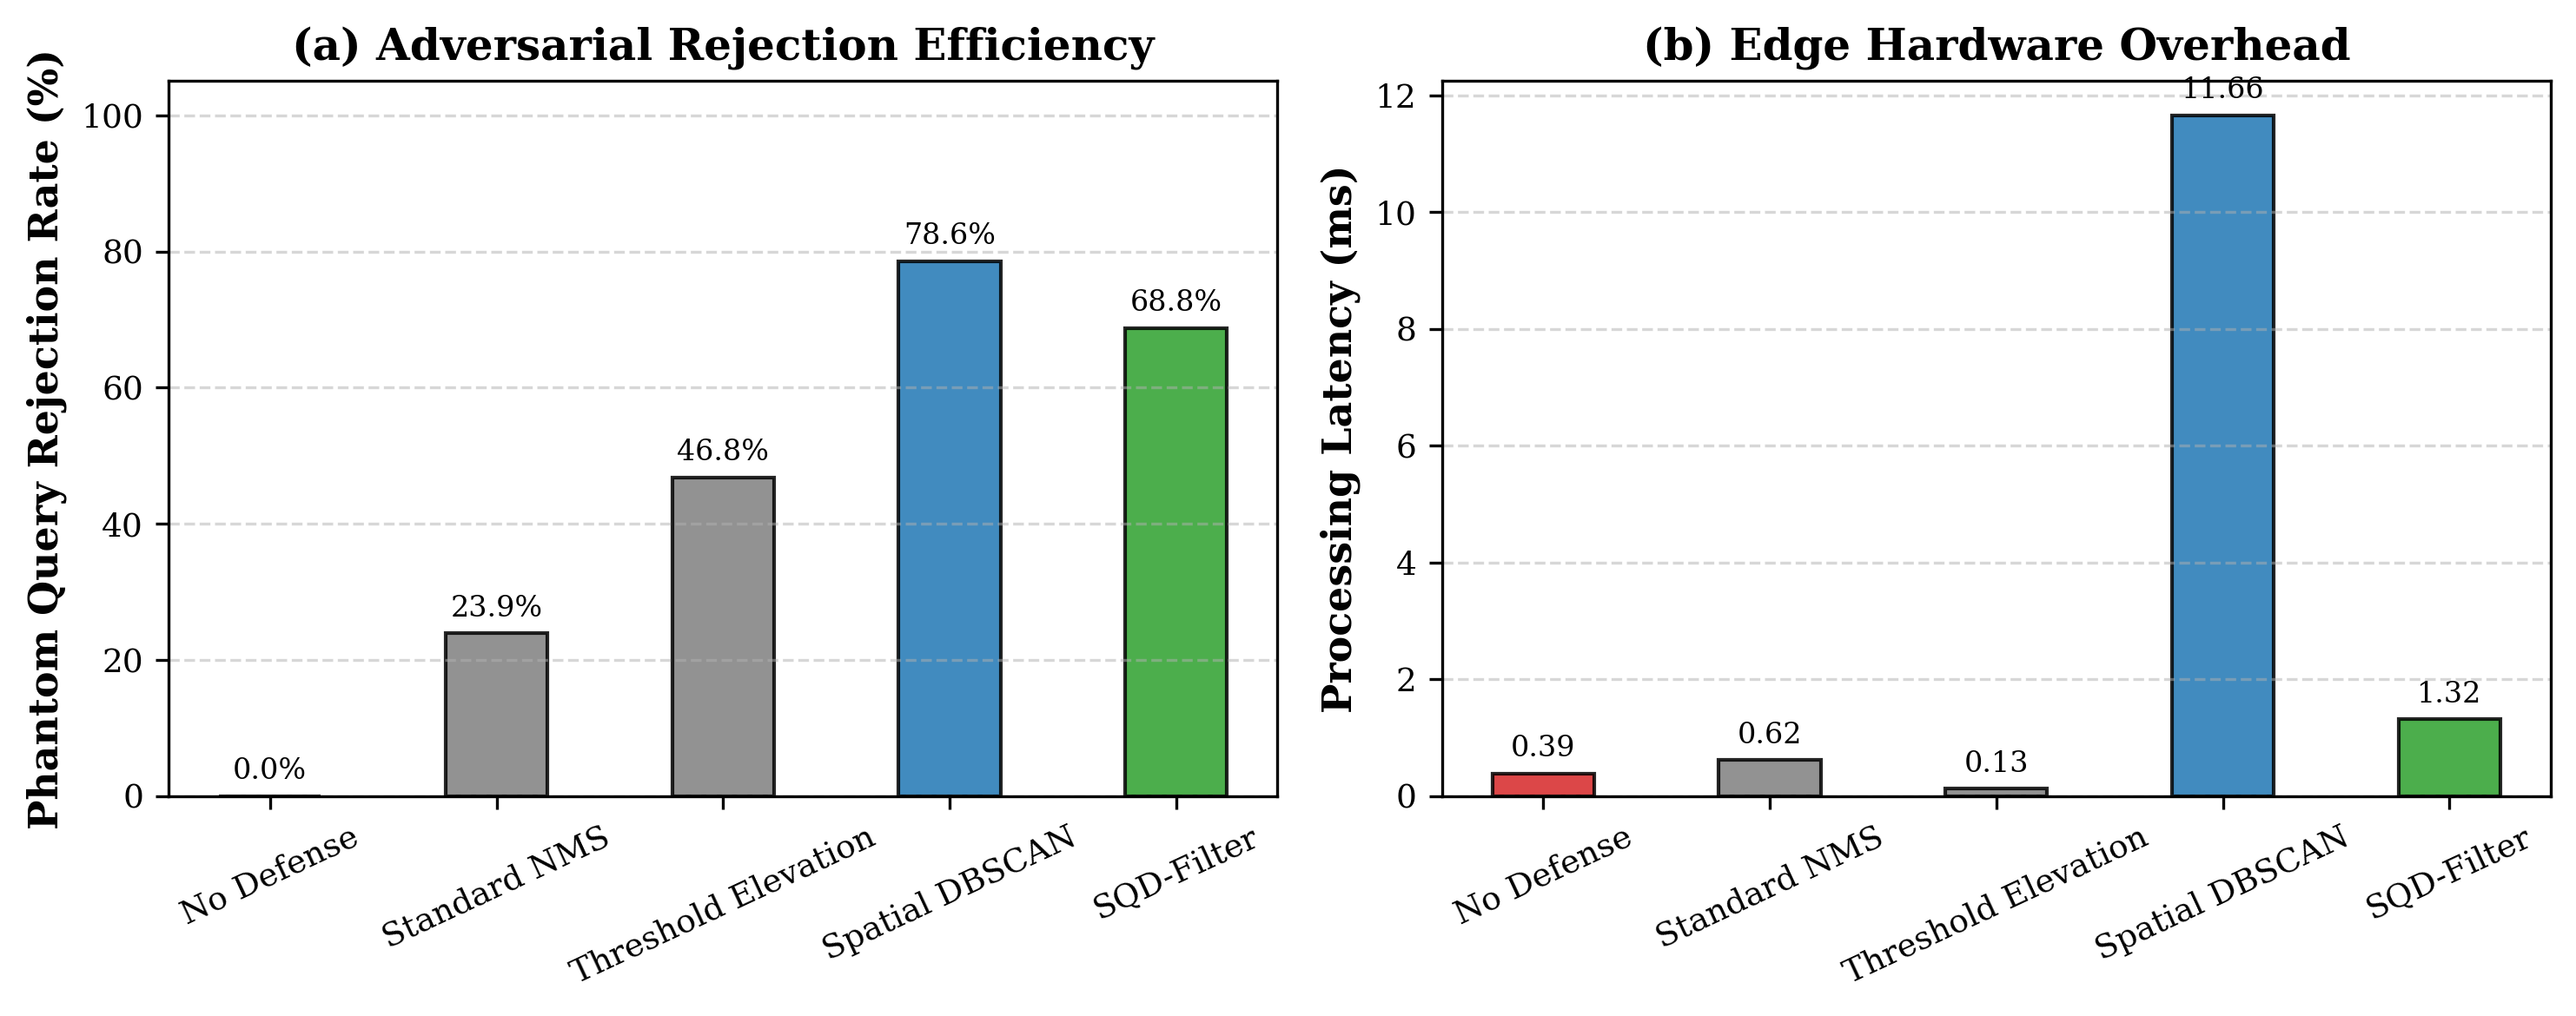 (a) Adversarial Rejection Efficiency
Phantom Query Rejection Rate (%)
100
80
60
40
20
0
0.0%
23.9%
46.8%
78.6%
68.8%
No Defense
Standard NMS
Threshold Elevation
Spatial DBSCAN
SQD-Filter
(b) Edge Hardware Overhead
Processing Latency (ms)
12
10
8
6
4
2
0
0.39
0.62
0.13
11.66
1.32
No Defense
Standard NMS
Threshold Elevation
Spatial DBSCAN
SQD-Filter